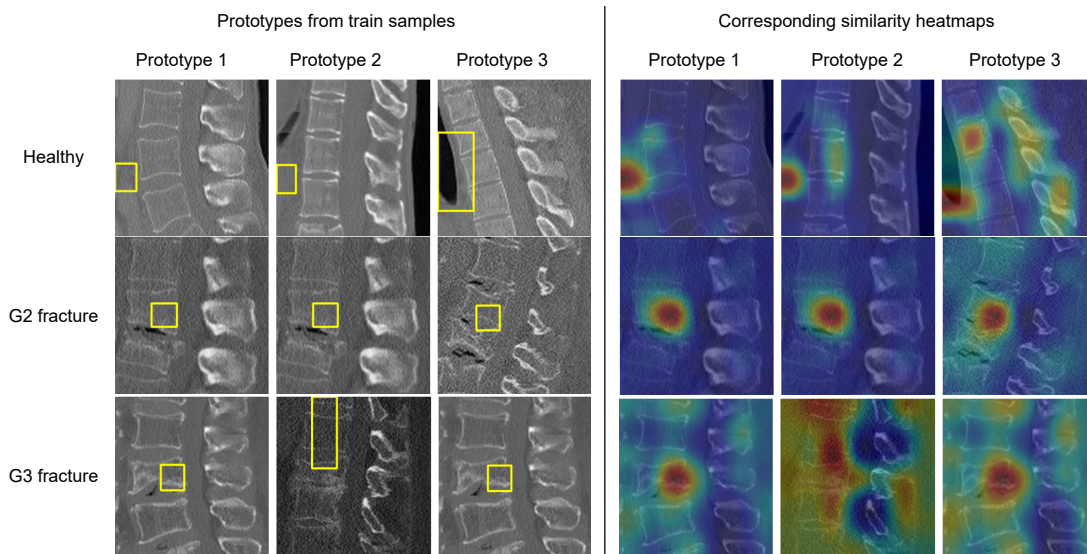 Prototypes from train samples
Corresponding similarity heatmaps
Prototype 1
Prototype 2
Prototype 3
Prototype 1
Prototype 2
Prototype 3
Healthy
G2 fracture
G3 fracture